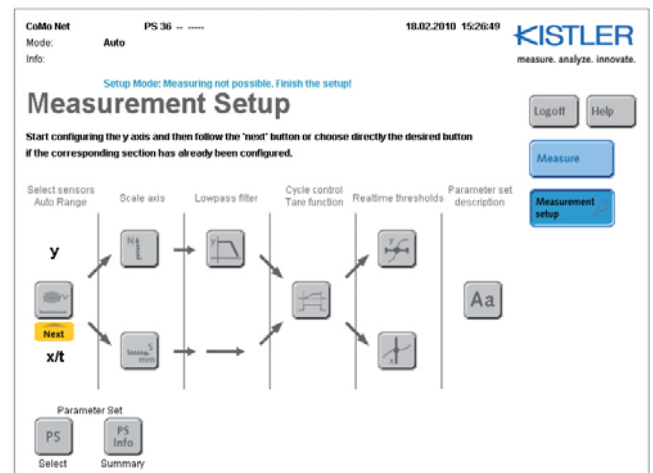 CoMo Net PS 36 -- ----- 18.02.2010 15:26:49
Mode: Auto
Info:
KISTLER
measure. analyze. innovate.
Setup Mode: Measuring not possible. Finish the setup!
Measurement Setup
Logoff Help
Start configuring the y axis and then follow the "next" button or choose directly the desired button
if the corresponding section has already been configured.
Measure
Measurement
setup
Select sensors
Auto Range
Scale axis
Lowpass filter
Cycle control
Tare function
Realtime thresholds
Parameter set
description
y
N
y
y
Aa
Next
x/t
S
mm
x
Parameter Set
PS
PS
Info
Select Summary